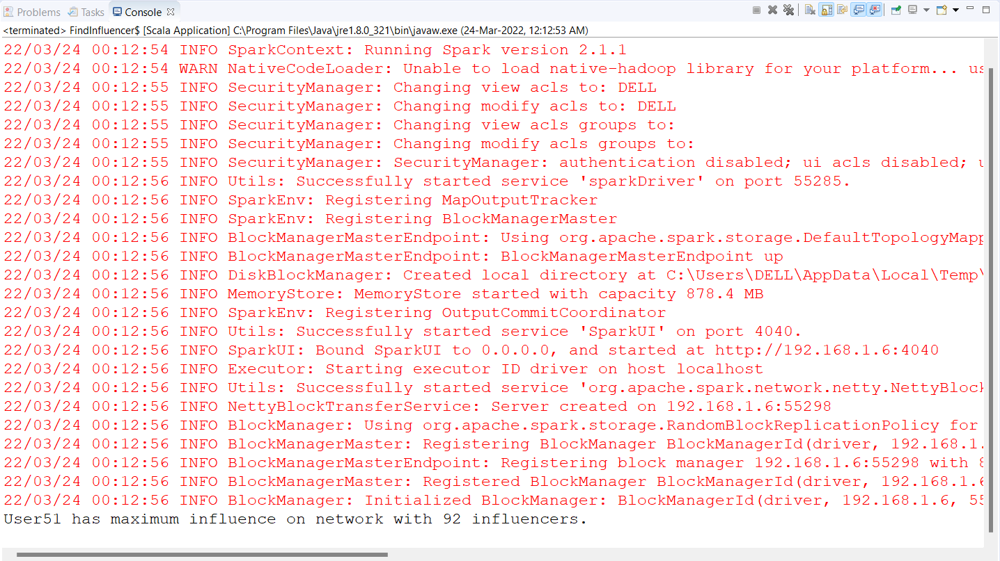 Problems Tasks Console
<terminated> FindInfluencer$ [Scala Application] C:\Program Files\Java\jre1.8.0_321\bin\javaw.exe (24-Mar-2022, 12:12:53 AM)
22/03/24 00:12:54 INFO SparkContext: Running Spark version 2.1.1
22/03/24 00:12:54 WARN NativeCodeLoader: Unable to load native-hadoop library for your platform... us
22/03/24 00:12:55 INFO SecurityManager: Changing view acls to: DELL
22/03/24 00:12:55 INFO SecurityManager: Changing modify acls to: DELL
22/03/24 00:12:55 INFO SecurityManager: Changing view acls groups to:
22/03/24 00:12:55 INFO SecurityManager: Changing modify acls groups to:
22/03/24 00:12:55 INFO SecurityManager: SecurityManager: authentication disabled; ui acls disabled; u
22/03/24 00:12:56 INFO Utils: Successfully started service 'sparkDriver' on port 55285.
22/03/24 00:12:56 INFO SparkEnv: Registering MapOutputTracker
22/03/24 00:12:56 INFO SparkEnv: Registering BlockManagerMaster
22/03/24 00:12:56 INFO BlockManagerMasterEndpoint: Using org.apache.spark.storage.DefaultTopologyMapp
22/03/24 00:12:56 INFO BlockManagerMasterEndpoint: BlockManagerMasterEndpoint up
22/03/24 00:12:56 INFO DiskBlockManager: Created local directory at C:\Users\DELL\AppData\Local\Temp\
22/03/24 00:12:56 INFO MemoryStore: MemoryStore started with capacity 878.4 MB
22/03/24 00:12:56 INFO SparkEnv: Registering OutputCommitCoordinator
22/03/24 00:12:56 INFO Utils: Successfully started service 'SparkUI' on port 4040.
22/03/24 00:12:56 INFO SparkUI: Bound SparkUI to 0.0.0.0, and started at http://192.168.1.6:4040
22/03/24 00:12:56 INFO Executor: Starting executor ID driver on host localhost
22/03/24 00:12:56 INFO Utils: Successfully started service 'org.apache.spark.network.netty.NettyBlock
22/03/24 00:12:56 INFO NettyBlockTransferService: Server created on 192.168.1.6:55298
22/03/24 00:12:56 INFO BlockManager: Using org.apache.spark.storage.RandomBlockReplicationPolicy for
22/03/24 00:12:56 INFO BlockManagerMaster: Registering BlockManager BlockManagerId(driver, 192.168.1.
22/03/24 00:12:56 INFO BlockManagerMasterEndpoint: Registering block manager 192.168.1.6:55298 with 8
22/03/24 00:12:56 INFO BlockManagerMaster: Registered BlockManager BlockManagerId(driver, 192.168.1.6
22/03/24 00:12:56 INFO BlockManager: Initialized BlockManager: BlockManagerId(driver, 192.168.1.6, 55
User51 has maximum influence on network with 92 influencers.